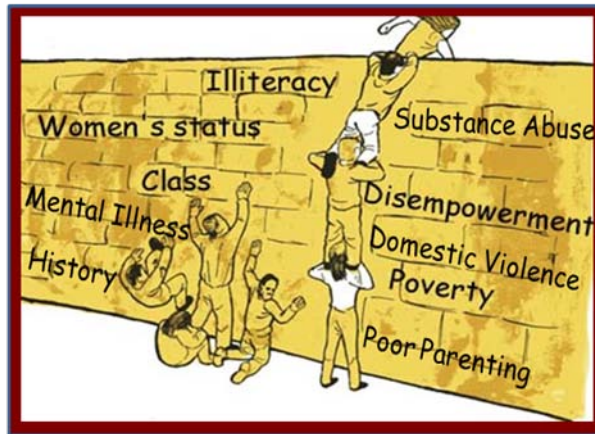 Illiteracy
Women's status
Class
Mental Illness
History
Substance Abuse
Disempowerment
Domestic Violence
Poverty
Poor Parenting